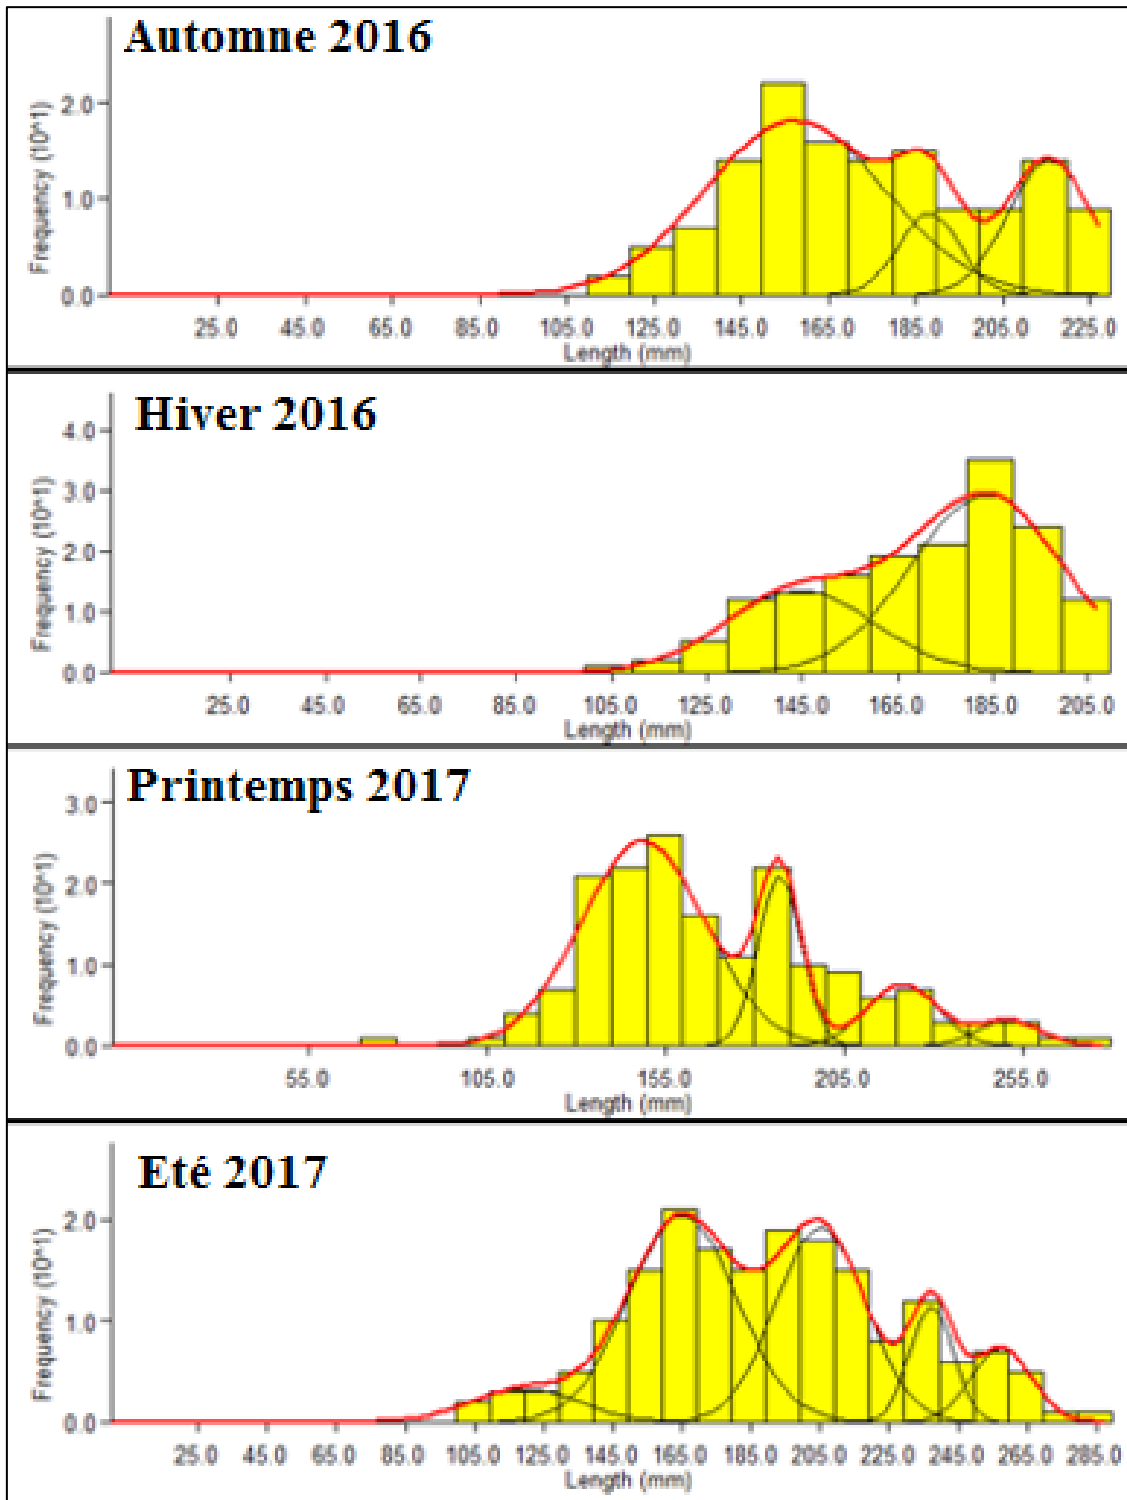 Automne 2016
Frequency (10^1)
2.0
1.0
0.0
25.0 45.0 65.0 85.0 105.0 125.0 145.0 165.0 185.0 205.0 225.0
Length (mm)
Hiver 2016
Frequency (10^1)
4.0
3.0
2.0
1.0
0.0
25.0 45.0 65.0 85.0 105.0 125.0 145.0 165.0 185.0 205.0
Length (mm)
Printemps 2017
Frequency (10^1)
3.0
2.0
1.0
0.0
55.0 105.0 155.0 205.0 255.0
Length (mm)
Eté 2017
Frequency (10^1)
2.0
1.0
0.0
25.0 45.0 65.0 85.0 105.0 125.0 145.0 165.0 185.0 205.0 225.0 245.0 265.0 285.0
Length (mm)